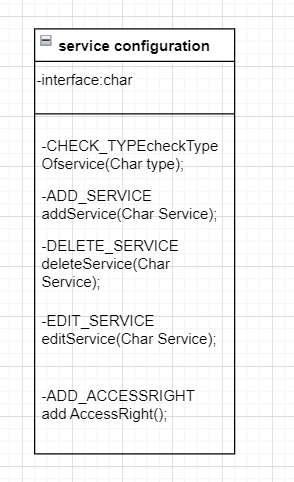 service configuration
-interface:char
-CHECK_TYPEcheckType
Ofservice(Char type);
-ADD_SERVICE
addService(Char Service);
-DELETE_SERVICE
deleteService(Char
Service);
-EDIT_SERVICE
editService(Char Service);
-ADD_ACCESSRIGHT
add AccessRight();